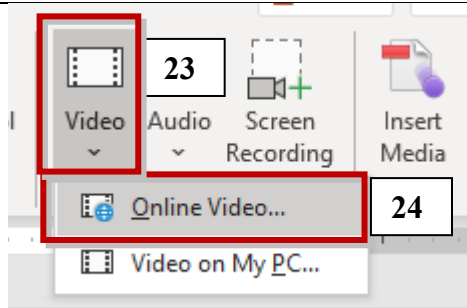 23
Video Audio Screen Recording Insert Media
Online Video...
24
Video on My PC...